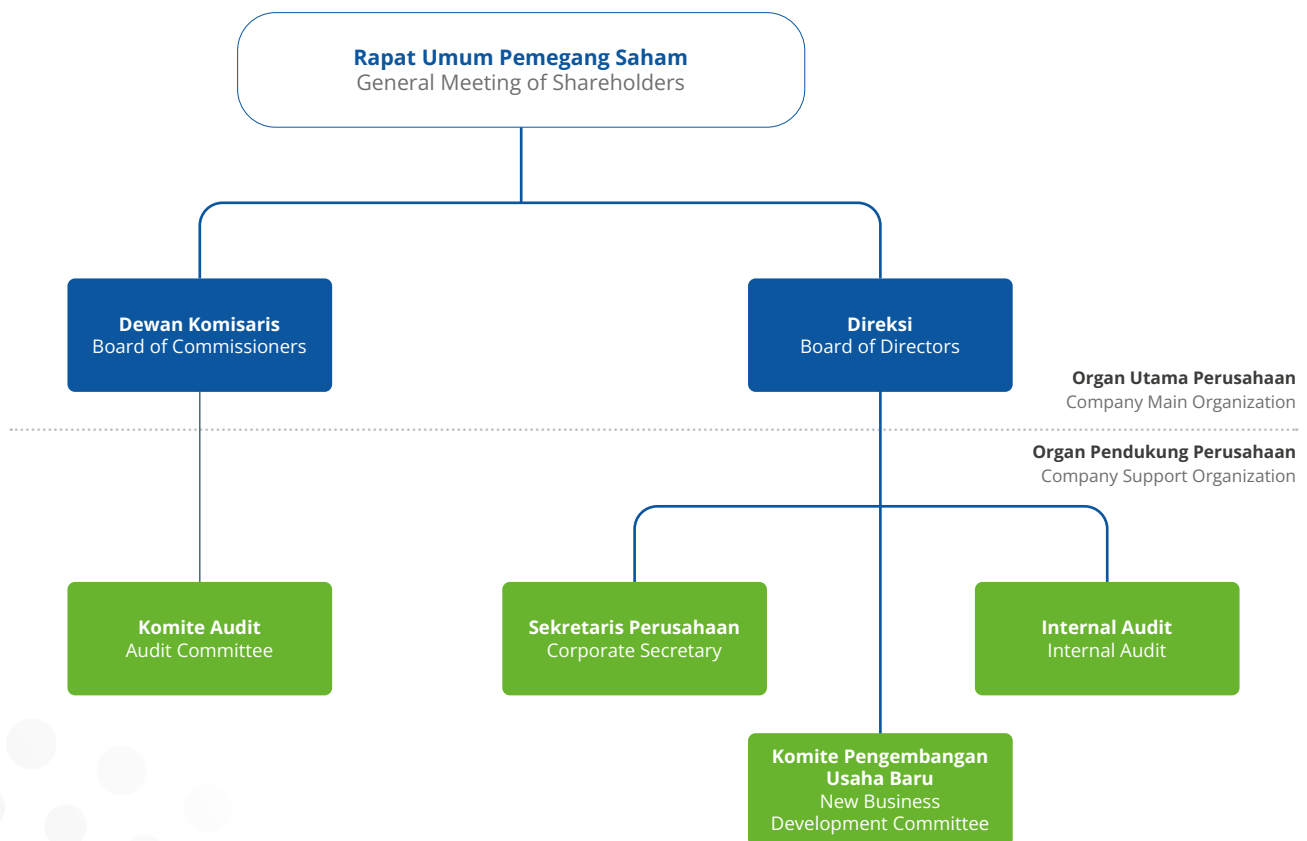 Rapat Umum Pemegang Saham
General Meeting of Shareholders
Dewan Komisaris
Board of Commissioners
Direksi
Board of Directors
Organ Utama Perusahaan
Company Main Organization
Organ Pendukung Perusahaan
Company Support Organization
Komite Audit
Audit Committee
Sekretaris Perusahaan
Corporate Secretary
Internal Audit
Internal Audit
Komite Pengembangan
Usaha Baru
New Business
Development Committee